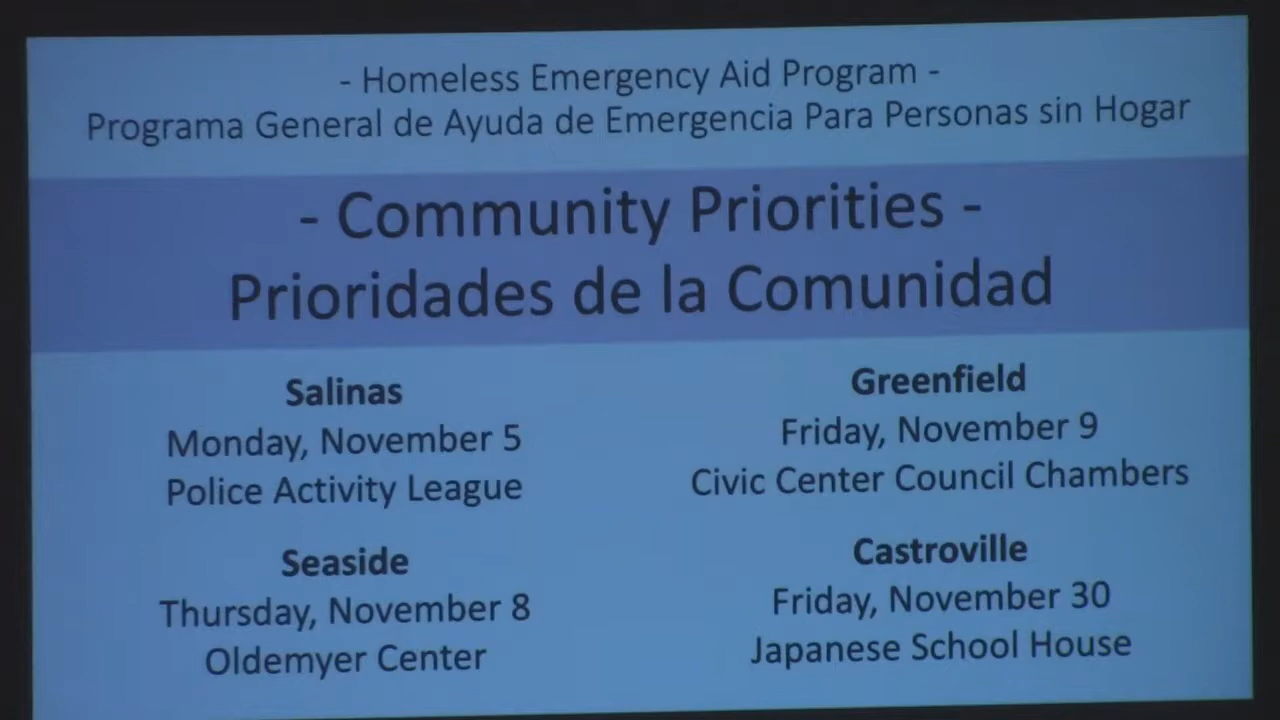 - Homeless Emergency Aid Program -
Programa General de Ayuda de Emergencia Para Personas sin Hogar
- Community Priorities -
Prioridades de la Comunidad
Salinas
Monday, November 5
Police Activity League
Seaside
Thursday, November 8
Oldemyer Center
Greenfield
Friday, November 9
Civic Center Council Chambers
Castroville
Friday, November 30
Japanese School House